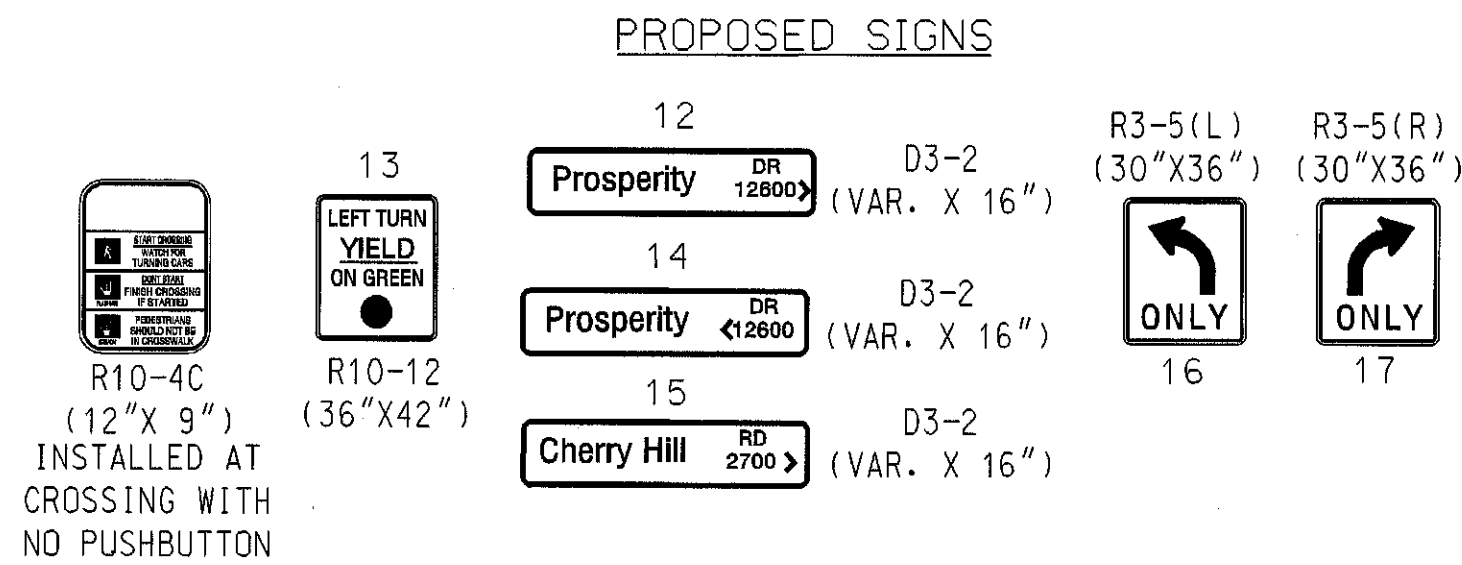 PROPOSED SIGNS
START CROSSING
WATCH FOR
TURNING CARS
DONT START
FINISH CROSSING
IF STARTED
PEDESTRIANS
SHOULD NOT BE
IN CROSSWALK
R10-4C
(12"X 9")
INSTALLED AT
CROSSING WITH
NO PUSHBUTTON
13
LEFT TURN
YIELD
ON GREEN
R10-12
(36"X42")
12
Prosperity DR
12600>
D3-2
(VAR. X 16")
14
Prosperity DR
<12600
D3-2
(VAR. X 16")
15
Cherry Hill RD
2700 >
D3-2
(VAR. X 16")
R3-5(L)
(30"X36")
ONLY
16
R3-5(R)
(30"X36")
ONLY
17